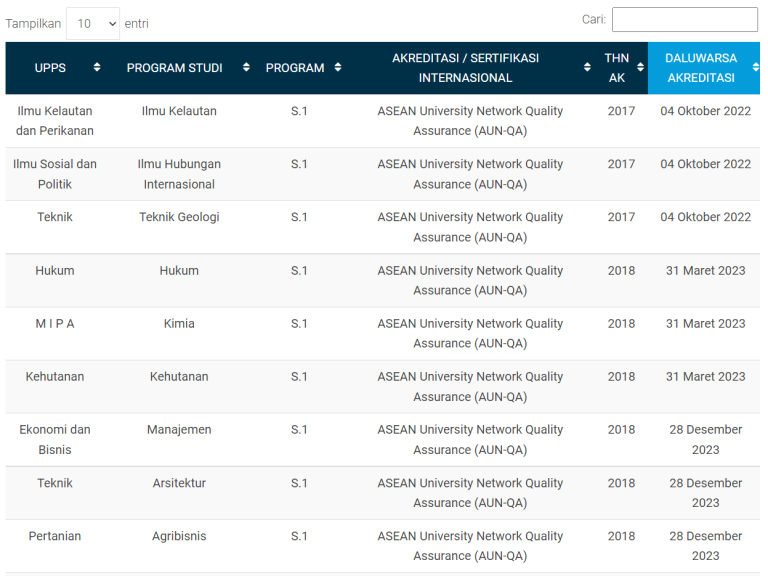 Tampilkan 10 entri Cari:
UPPS PROGRAM STUDI PROGRAM AKREDITASI / SERTIFIKASI INTERNASIONAL THN AK DALUWARSA AKREDITASI
Ilmu Kelautan dan Perikanan Ilmu Kelautan S.1 ASEAN University Network Quality Assurance (AUN-QA) 2017 04 Oktober 2022
Ilmu Sosial dan Politik Ilmu Hubungan Internasional S.1 ASEAN University Network Quality Assurance (AUN-QA) 2017 04 Oktober 2022
Teknik Teknik Geologi S.1 ASEAN University Network Quality Assurance (AUN-QA) 2017 04 Oktober 2022
Hukum Hukum S.1 ASEAN University Network Quality Assurance (AUN-QA) 2018 31 Maret 2023
M I P A Kimia S.1 ASEAN University Network Quality Assurance (AUN-QA) 2018 31 Maret 2023
Kehutanan Kehutanan S.1 ASEAN University Network Quality Assurance (AUN-QA) 2018 31 Maret 2023
Ekonomi dan Bisnis Manajemen S.1 ASEAN University Network Quality Assurance (AUN-QA) 2018 28 Desember 2023
Teknik Arsitektur S.1 ASEAN University Network Quality Assurance (AUN-QA) 2018 28 Desember 2023
Pertanian Agribisnis S.1 ASEAN University Network Quality Assurance (AUN-QA) 2018 28 Desember 2023